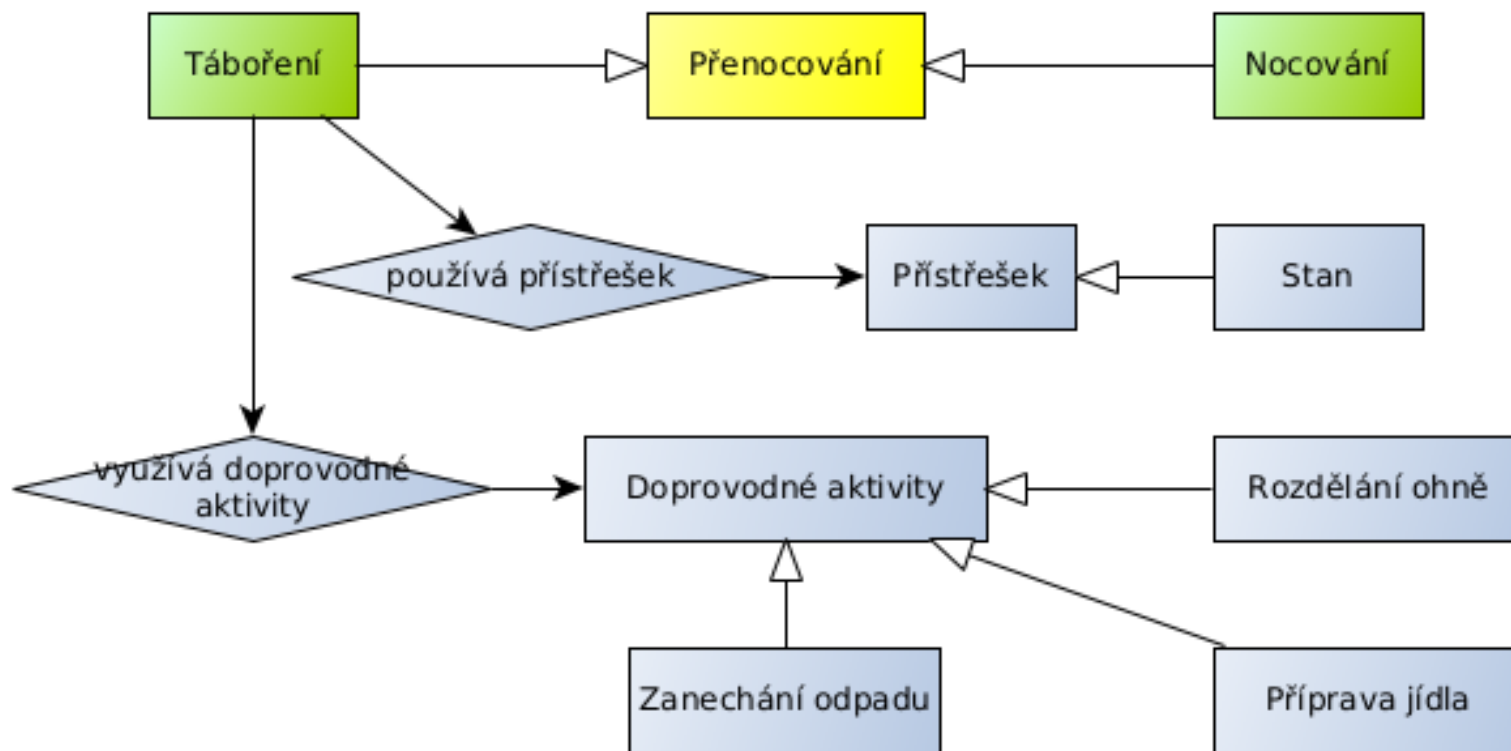 Táboření
Přenocování
Nocování
používá přístřešek
Přístřešek
Stan
využívá doprovodné
aktivity
Doprovodné aktivity
Rozdělání ohně
Zanechání odpadu
Příprava jídla